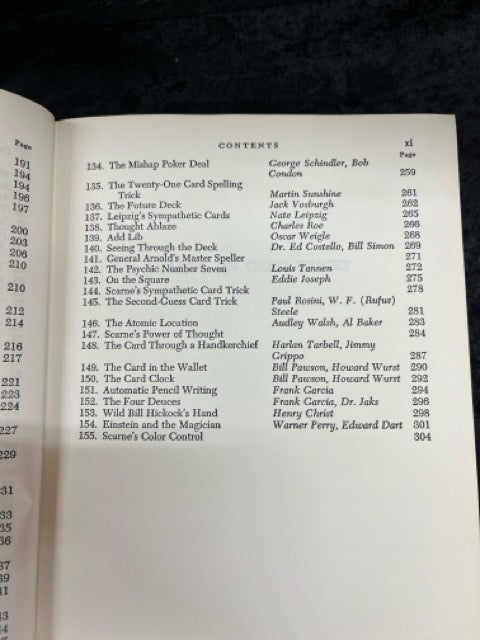 Page
191
194
194
196
197
200
203
206
210
210
212
214
216
217
221
223
224
227
229
31
33
35
36
37
39
1
3
4
CONTENTS xi
Page
134. The Mishap Poker Deal George Schindler, Bob
Condon 259
135. The Twenty-One Card Spelling
Trick Martin Sunshine 261
136. The Future Deck Jack Vosburgh 262
137. Leipzig's Sympathetic Cards Nate Leipzig 265
138. Thought Ablaze Charles Roe 266
139. Add Lib Oscar Weigle 268
140. Seeing Through the Deck Dr. Ed Costello, Bill Simon 269
141. General Arnold's Master Speller 271
142. The Psychic Number Seven Louis Tannen 272
143. On the Square Eddie Joseph 275
144. Scarne's Sympathetic Card Trick 278
145. The Second-Guess Card Trick Paul Rosini, W. F. (Rufus)
Steele 281
146. The Atomic Location Audley Walsh, Al Baker 283
147. Scarne's Power of Thought 284
148. The Card Through a Handkerchief Harlan Tarbell, Jimmy
Grippo 287
149. The Card in the Wallet Bill Pawson, Howard Wurst 290
150. The Card Clock Bill Pawson, Howard Wurst 292
151. Automatic Pencil Writing Frank Garcia 294
152. The Four Deuces Frank Garcia, Dr. Jaks 296
153. Wild Bill Hickock's Hand Henry Christ 298
154. Einstein and the Magician Warner Perry, Edward Dart 301
155. Scarne's Color Control 304